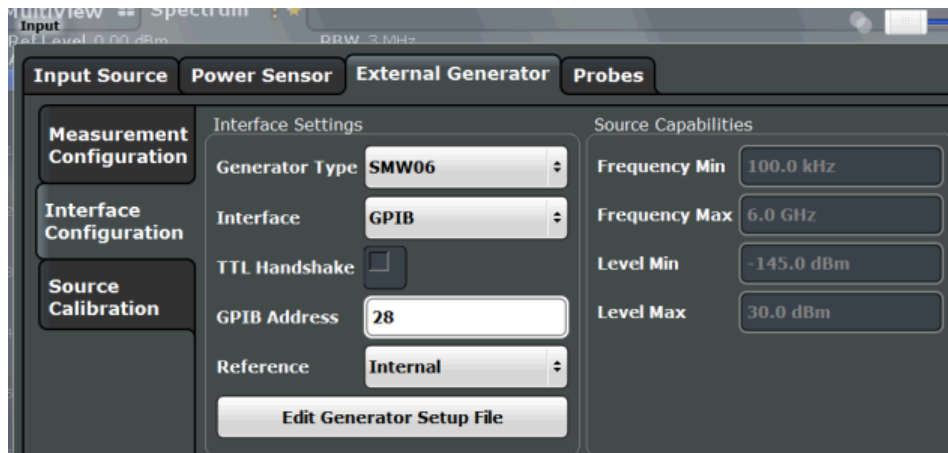 MultiView Spectrum
Input
Ref Level 0.00 dBm RBW 3 MHz
Input Source Power Sensor External Generator Probes
Measurement
Configuration
Interface
Configuration
Source
Calibration
Interface Settings
Generator Type SMW06
Interface GPIB
TTL Handshake
GPIB Address 28
Reference Internal
Edit Generator Setup File
Source Capabilities
Frequency Min 100.0 kHz
Frequency Max 6.0 GHz
Level Min -145.0 dBm
Level Max 30.0 dBm